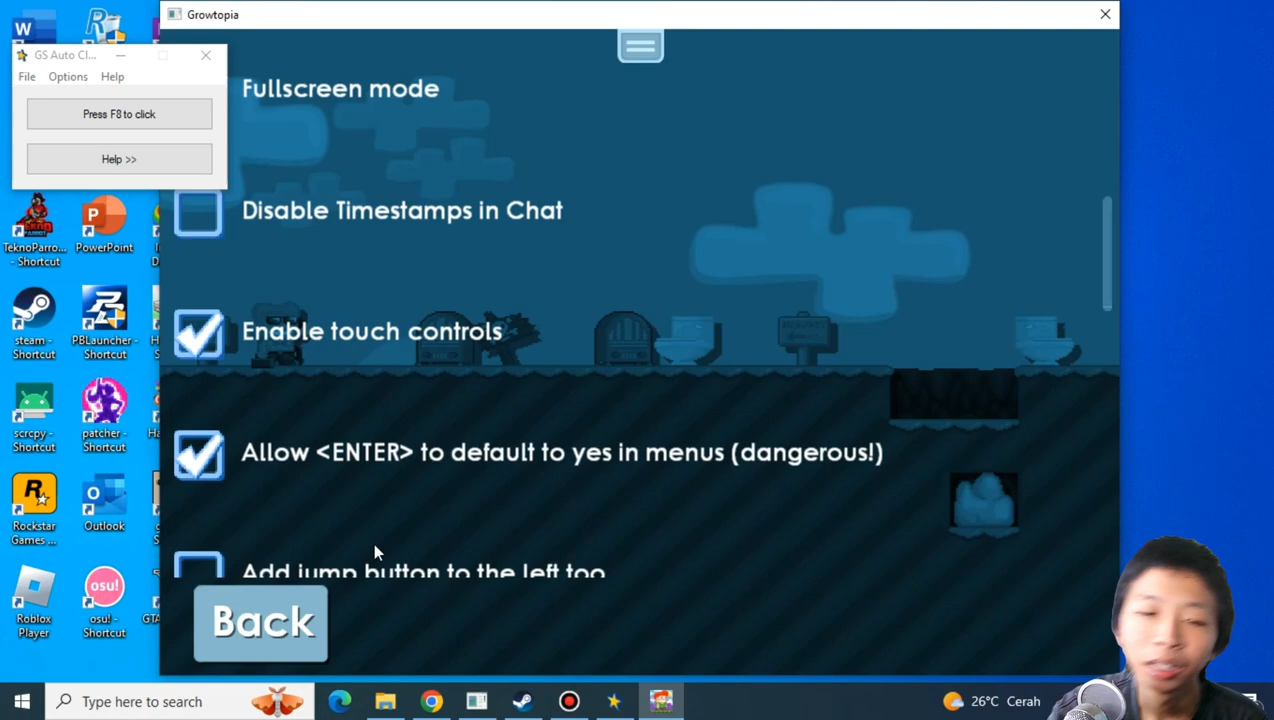 Growtopia
GS Auto Cl...
File Options Help
Press F8 to click
Help >>
Fullscreen mode
Disable Timestamps in Chat
Enable touch controls
Allow <ENTER> to default to yes in menus (dangerous!)
Add jump button to the left too
Back
TeknoParro...
- Shortcut
PowerPoint
steam -
Shortcut
PBLauncher -
Shortcut
scrcpy -
Shortcut
patcher -
Shortcut
Rockstar
Games ...
Outlook
Roblox
Player
osu! -
Shortcut
osu!
Type here to search
26°C Cerah